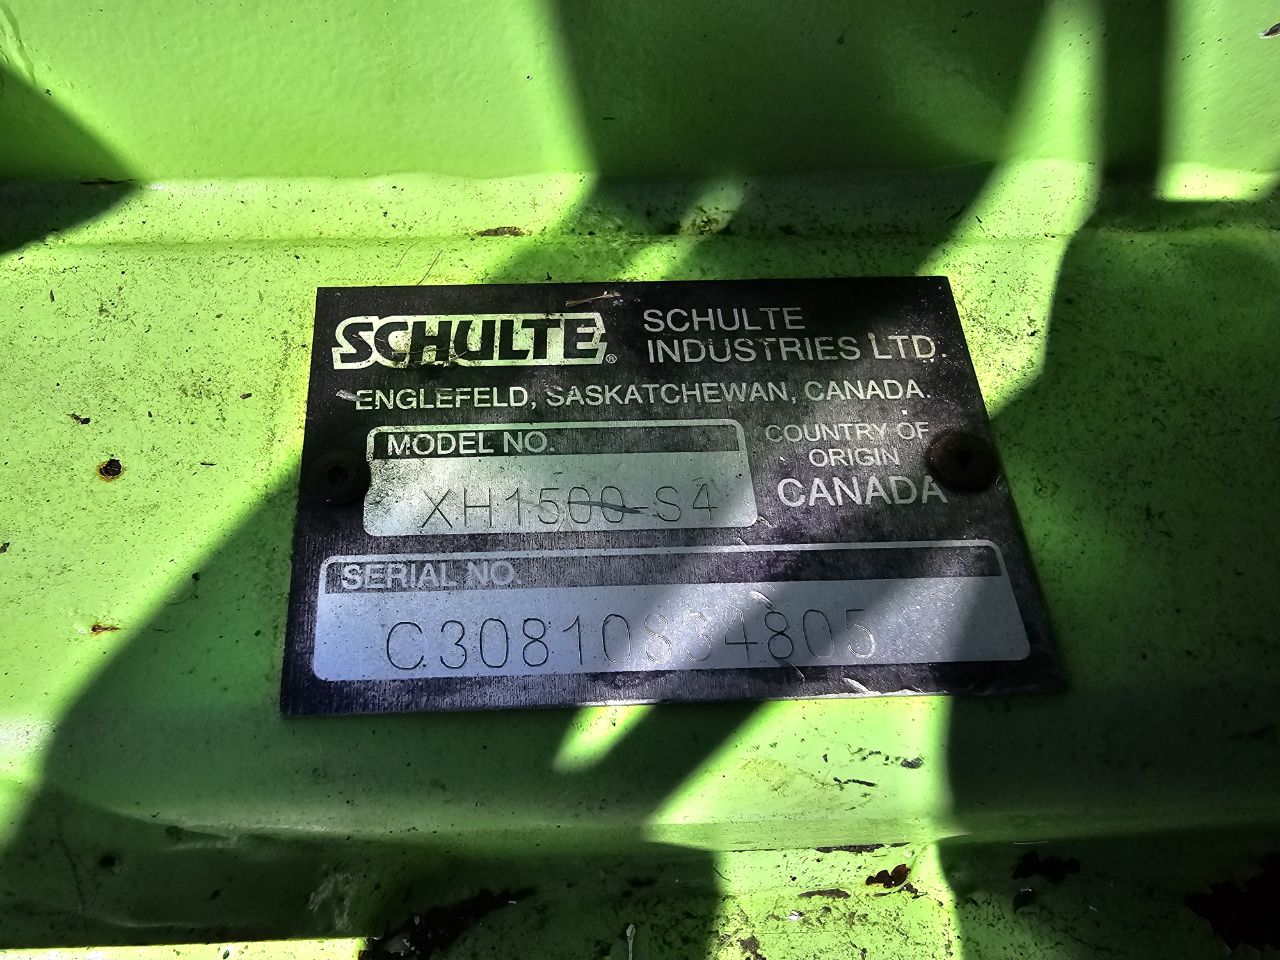 SCHULTE®
SCHULTE
INDUSTRIES LTD.
ENGLEFELD, SASKATCHEWAN, CANADA.
MODEL NO.
XH1500-S4
COUNTRY OF
ORIGIN
CANADA
SERIAL NO.
C30810834805